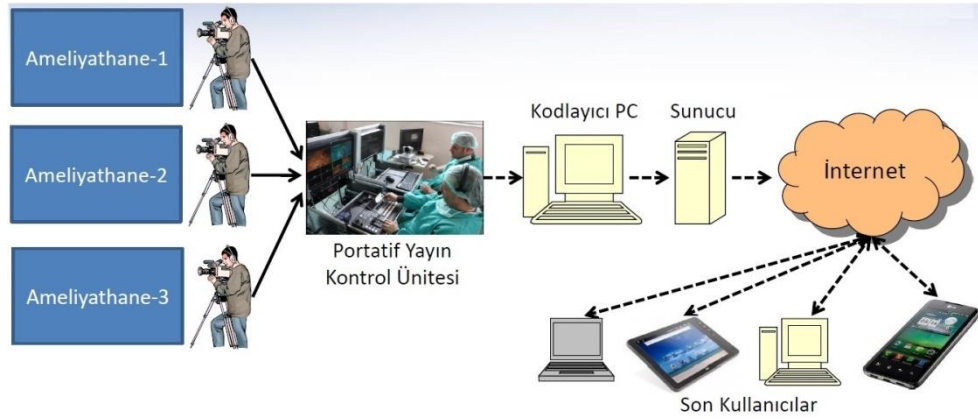 Ameliyathane-1
Ameliyathane-2
Ameliyathane-3
Portatif Yayın
Kontrol Ünitesi
Kodlayıcı PC
Sunucu
İnternet
Son Kullanıcılar